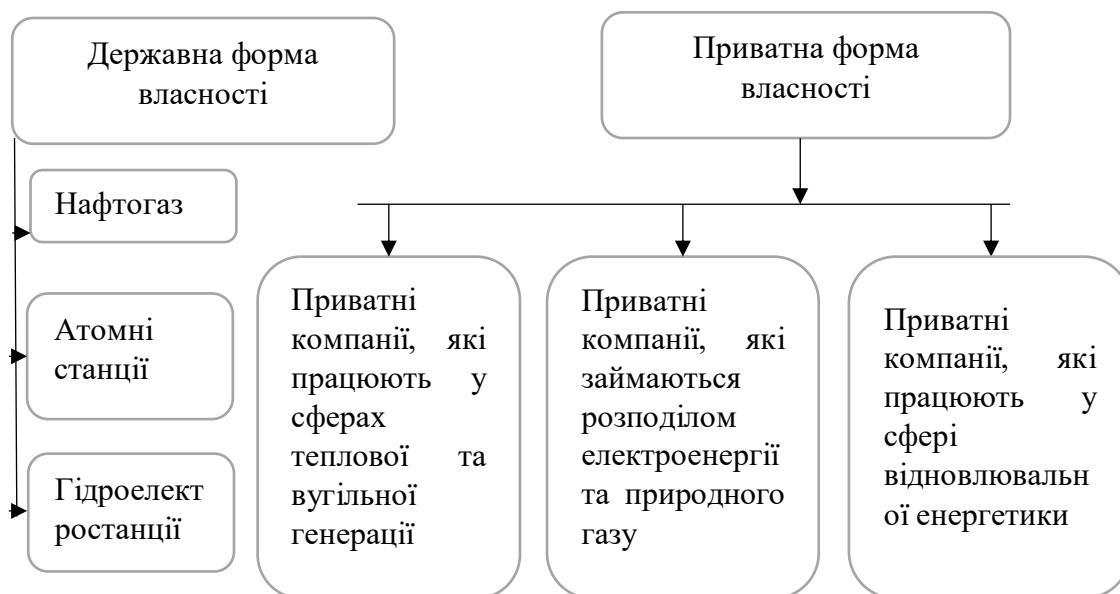 Державна форма
власності
Приватна форма
власності
Нафтогаз
Атомні
станції
Гідроелект
ростанції
Приватні
компанії, які
працюють у
сферах
теплової та
вугільної
генерації
Приватні
компанії, які
займаються
розподілом
електроенергії
та природного
газу
Приватні
компанії, які
працюють у
сфері
відновлювальн
ої енергетики